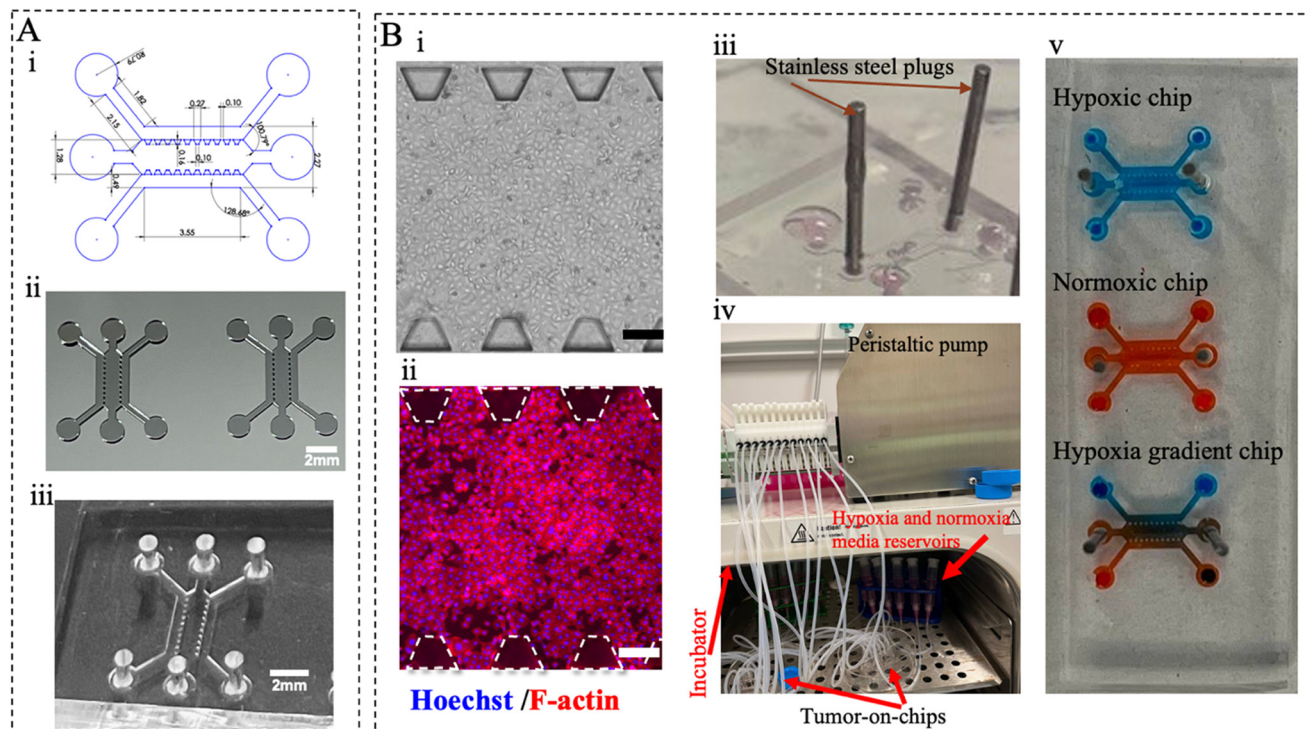 A
i
80.79
1.82
2.15
0.27
0.10
100.79°
1.28
0.16
0.10
2.27
0.49
128.68°
3.55
ii
2mm
iii
2mm
B
i
ii
Hoechst /F-actin
iii
Stainless steel plugs
iv
Peristaltic pump
Hypoxia and normoxia
media reservoirs
Incubator
Tumor-on-chips
v
Hypoxic chip
Normoxic chip
Hypoxia gradient chip